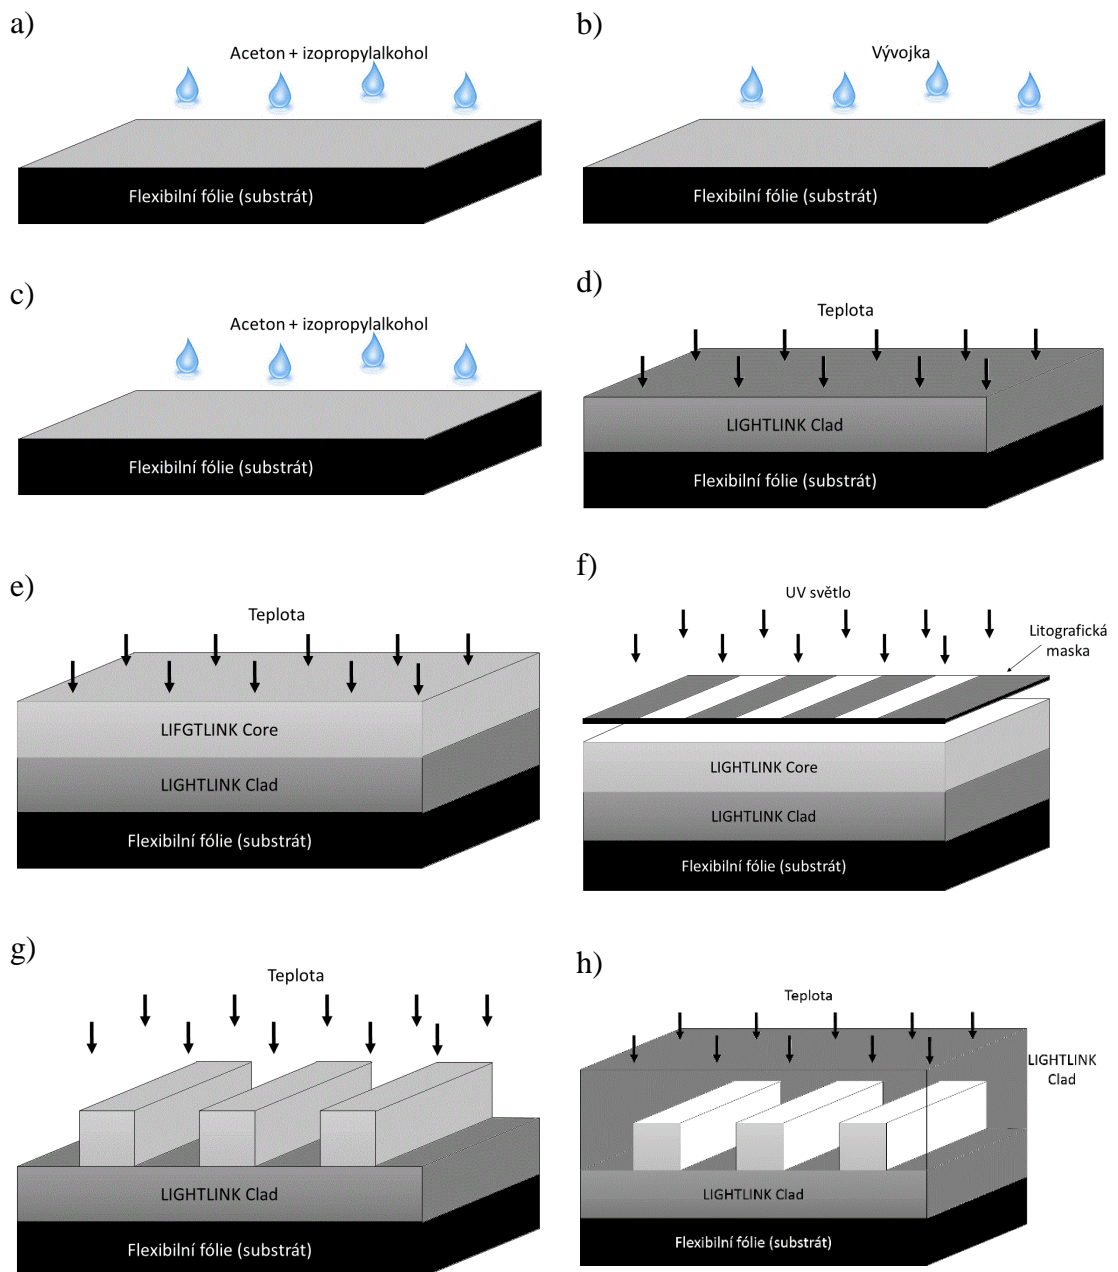 a)
Aceton + izopropylalkohol
Flexibilní fólie (substrát)
b)
Vývojka
Flexibilní fólie (substrát)
c)
Aceton + izopropylalkohol
Flexibilní fólie (substrát)
d)
Teplota
LIGHTLINK Clad
Flexibilní fólie (substrát)
e)
Teplota
LIFGTLINK Core
LIGHTLINK Clad
Flexibilní fólie (substrát)
f)
UV světlo
Litografická
maska
LIGHTLINK Core
LIGHTLINK Clad
Flexibilní fólie (substrát)
g)
Teplota
LIGHTLINK Clad
Flexibilní fólie (substrát)
h)
Teplota
LIGHTLINK
Clad
LIGHTLINK Clad
Flexibilní fólie (substrát)